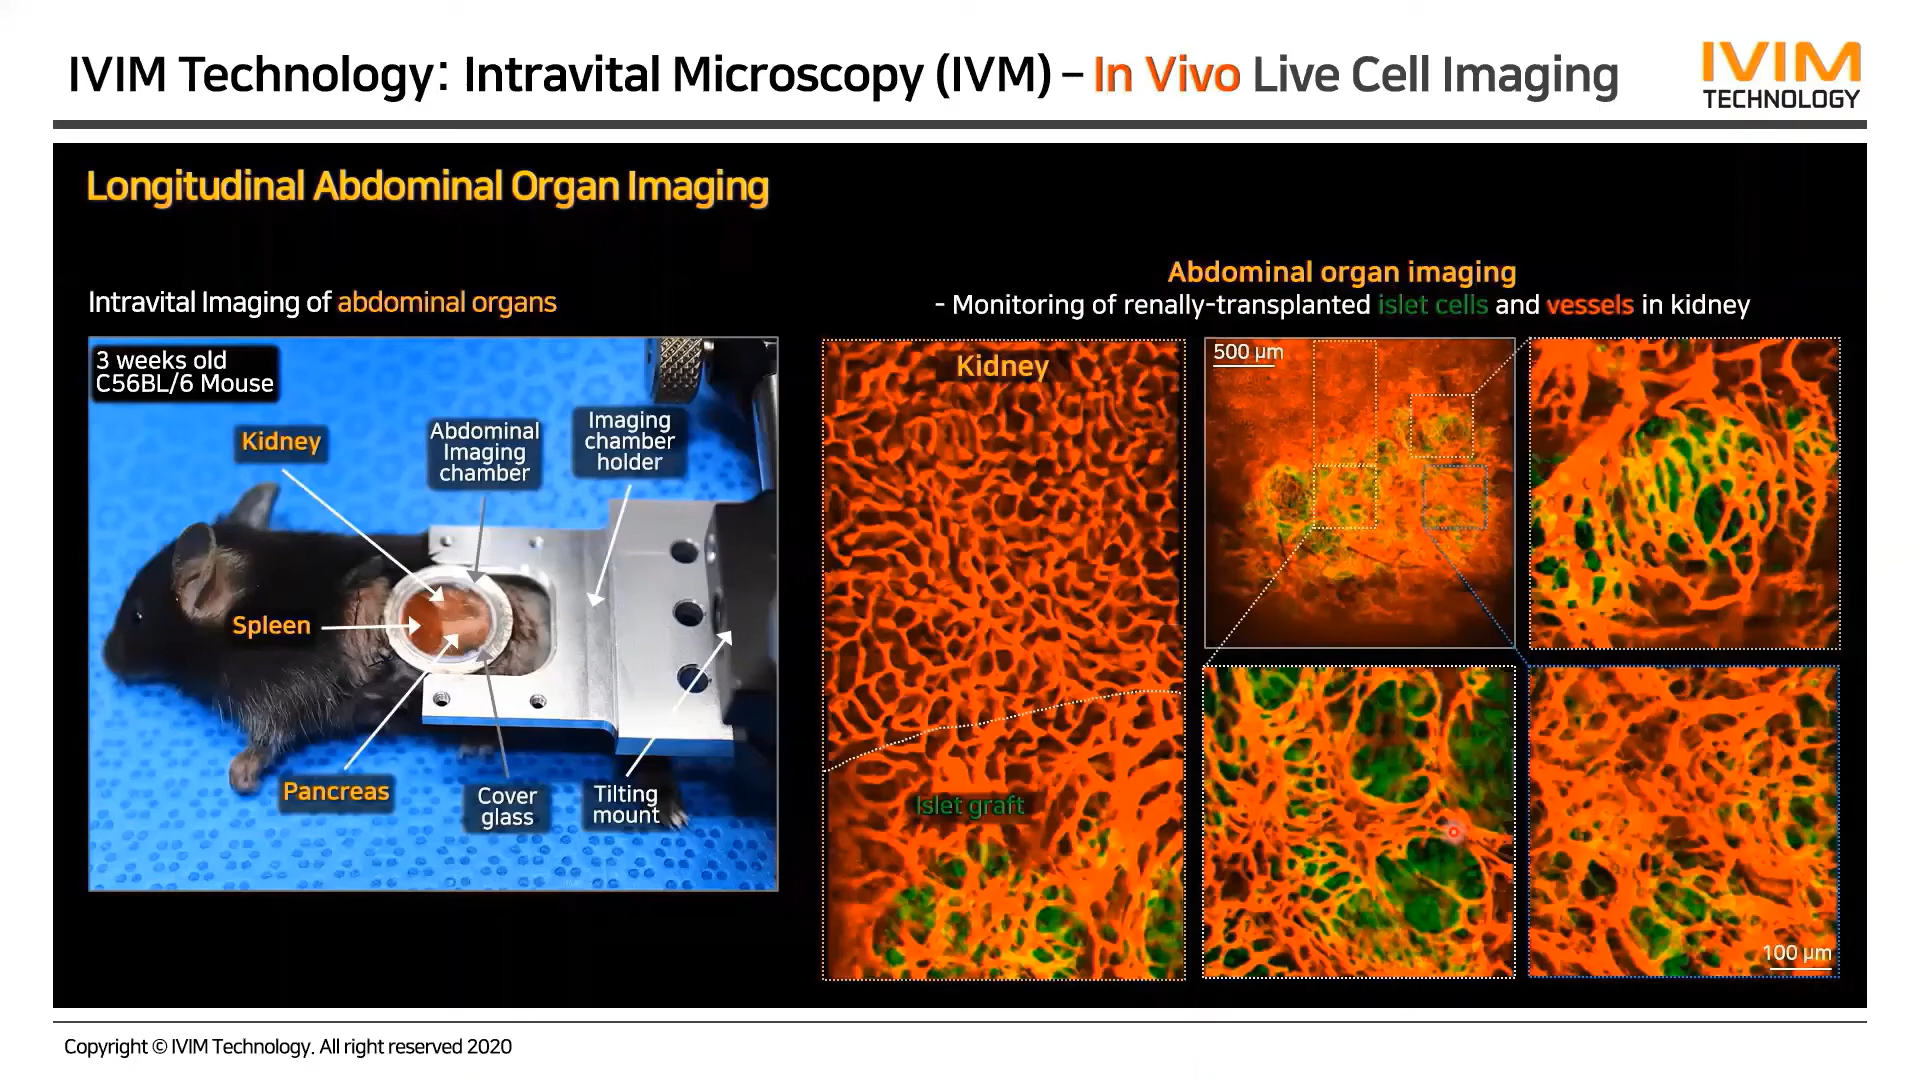 IVIM Technology: Intravital Microscopy (IVM) – In Vivo Live Cell Imaging
IVIM
TECHNOLOGY
Longitudinal Abdominal Organ Imaging
Intravital Imaging of abdominal organs
3 weeks old
C56BL/6 Mouse
Kidney
Abdominal
Imaging
chamber
Imaging
chamber
holder
Spleen
Pancreas
Cover
glass
Tilting
mount
Abdominal organ imaging
- Monitoring of renally-transplanted islet cells and vessels in kidney
Kidney
Islet graft
500 µm
100 µm
Copyright © IVIM Technology. All right reserved 2020